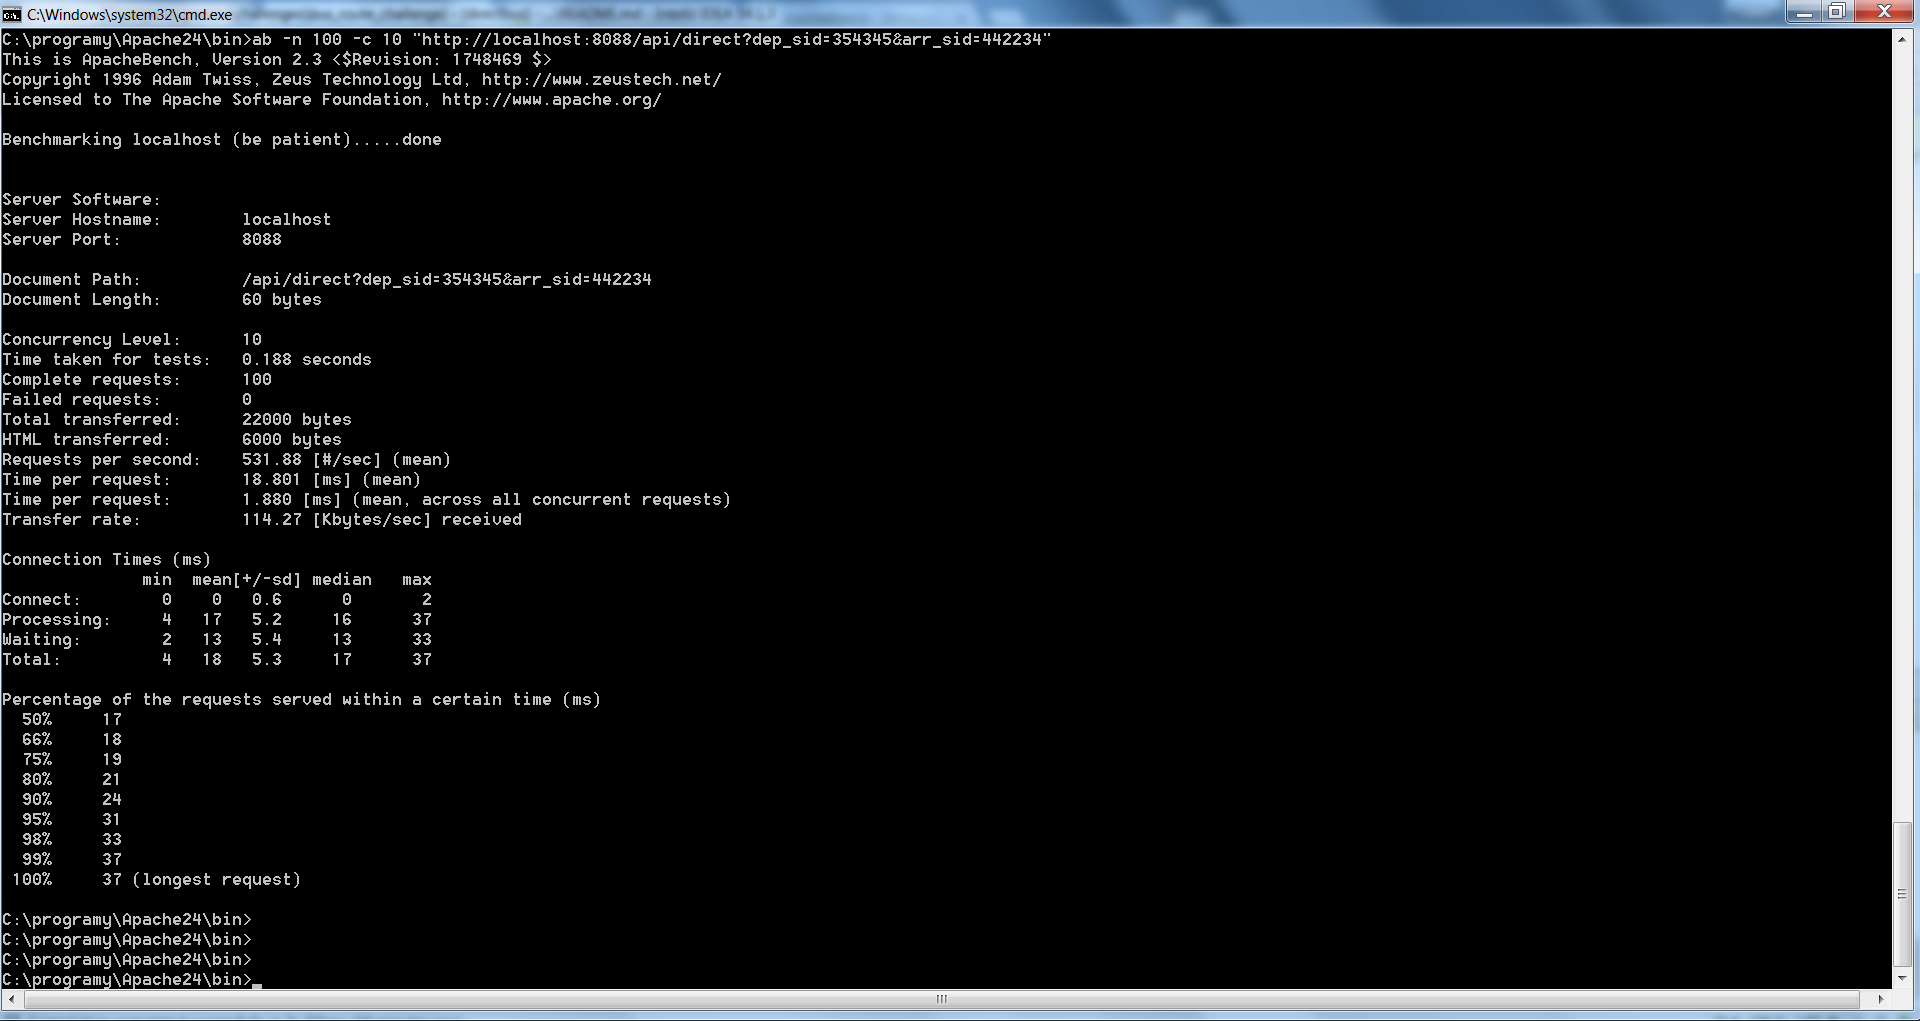 C:\Windows\system32\cmd.exe
C:\programy\Apache24\bin>ab -n 100 -c 10 "http://localhost:8088/api/direct?dep_sid=354345&arr_sid=442234"
This is ApacheBench, Version 2.3 <$Revision: 1748469 $>
Copyright 1996 Adam Twiss, Zeus Technology Ltd, http://www.zeustech.net/
Licensed to The Apache Software Foundation, http://www.apache.org/
Benchmarking localhost (be patient).....done
Server Software:
Server Hostname:        localhost
Server Port:            8088
Document Path:          /api/direct?dep_sid=354345&arr_sid=442234
Document Length:        60 bytes
Concurrency Level:      10
Time taken for tests:   0.188 seconds
Complete requests:      100
Failed requests:        0
Total transferred:      22000 bytes
HTML transferred:       6000 bytes
Requests per second:    531.88 [#/sec] (mean)
Time per request:       18.801 [ms] (mean)
Time per request:       1.880 [ms] (mean, across all concurrent requests)
Transfer rate:          114.27 [Kbytes/sec] received
Connection Times (ms)
              min  mean[+/-sd] median   max
Connect:        0    0   0.6      0       2
Processing:     4   17   5.2     16      37
Waiting:        2   13   5.4     13      33
Total:          4   18   5.3     17      37
Percentage of the requests served within a certain time (ms)
  50%     17
  66%     18
  75%     19
  80%     21
  90%     24
  95%     31
  98%     33
  99%     37
 100%     37 (longest request)
C:\programy\Apache24\bin>
C:\programy\Apache24\bin>
C:\programy\Apache24\bin>
C:\programy\Apache24\bin>